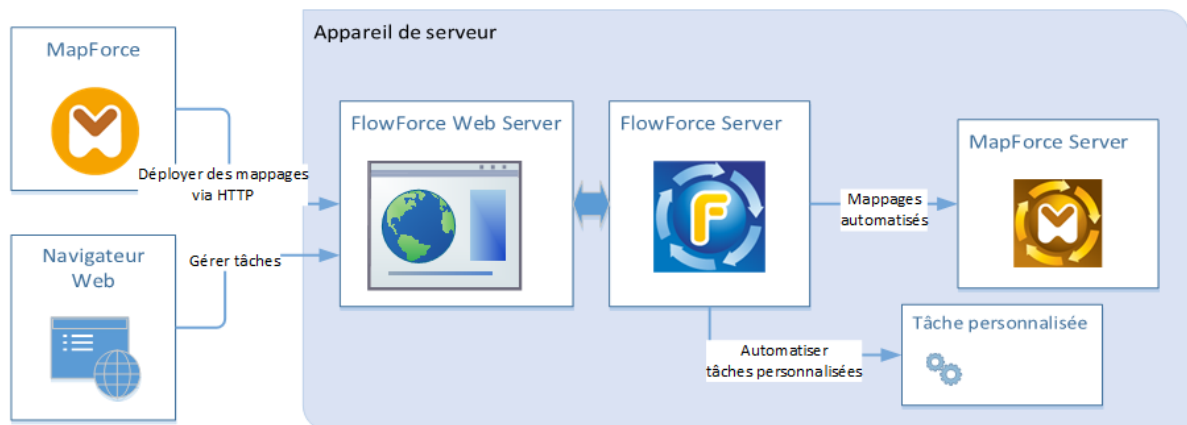 Appareil de serveur
MapForce
Déployer des mappages
via HTTP
Navigateur
Web
Gérer tâches
FlowForce Web Server
FlowForce Server
F
Mappages
automatisés
MapForce Server
Automatiser
tâches personnalisées
Tâche personnalisée